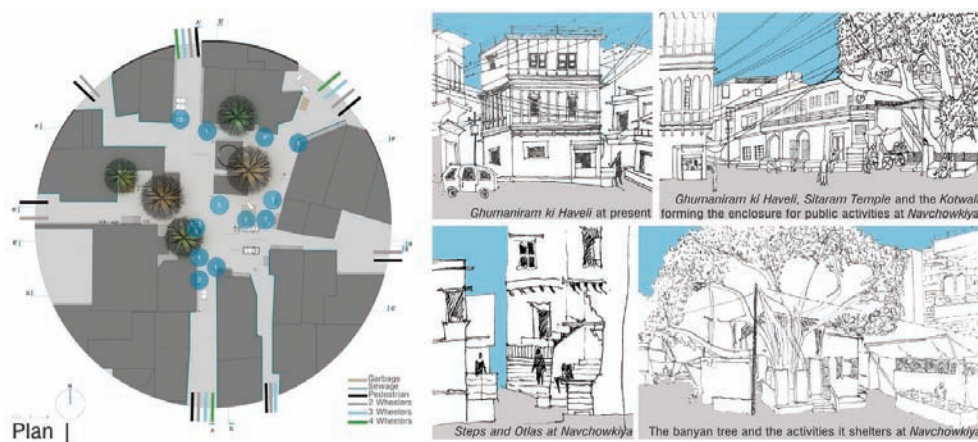 Garbage
Sewage
Pedestrian
2 Wheelers
3 Wheelers
4 Wheelers
Plan
Ghumaniram ki Haveli at present
Ghumaniram ki Haveli, Sitaram Temple and the Kotwali
forming the enclosure for public activities at Navchowkiya
Steps and Otlas at Navchowkiya
The banyan tree and the activities it shelters at Navchowkiya